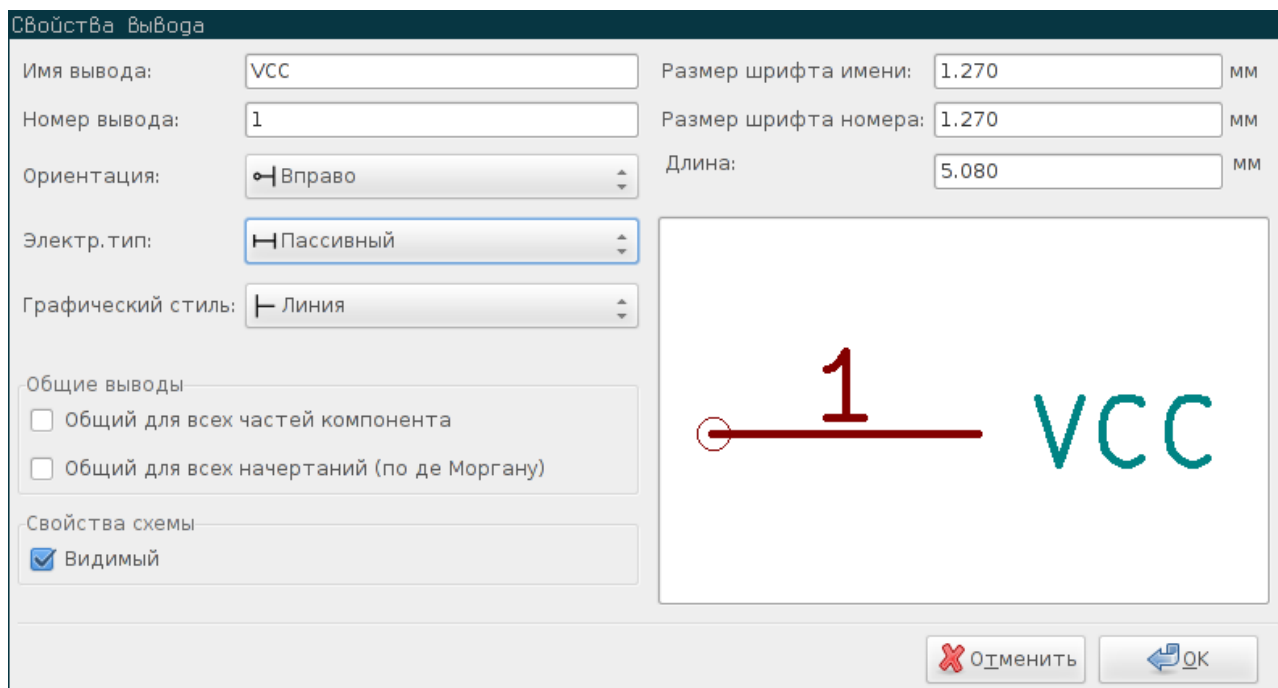 Свойства вывода
Имя вывода: VCC
Номер вывода: 1
Ориентация: Вправо
Электр.тип: Пассивный
Графический стиль: Линия
Общие выводы
Общий для всех частей компонента
Общий для всех начертаний (по де Моргану)
Свойства схемы
Видимый
Размер шрифта имени: 1.270 мм
Размер шрифта номера: 1.270 мм
Длина: 5.080 мм
1
VCC
Отменить
OK